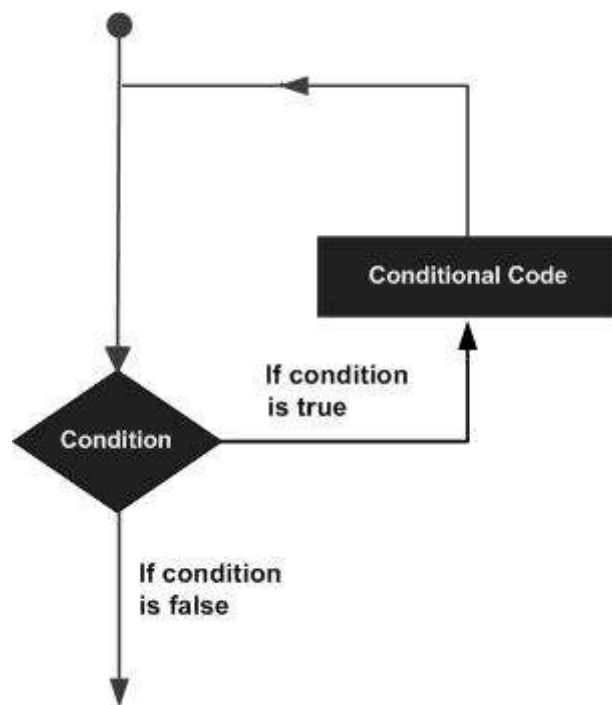 Conditional Code
If condition
is true
Condition
If condition
is false